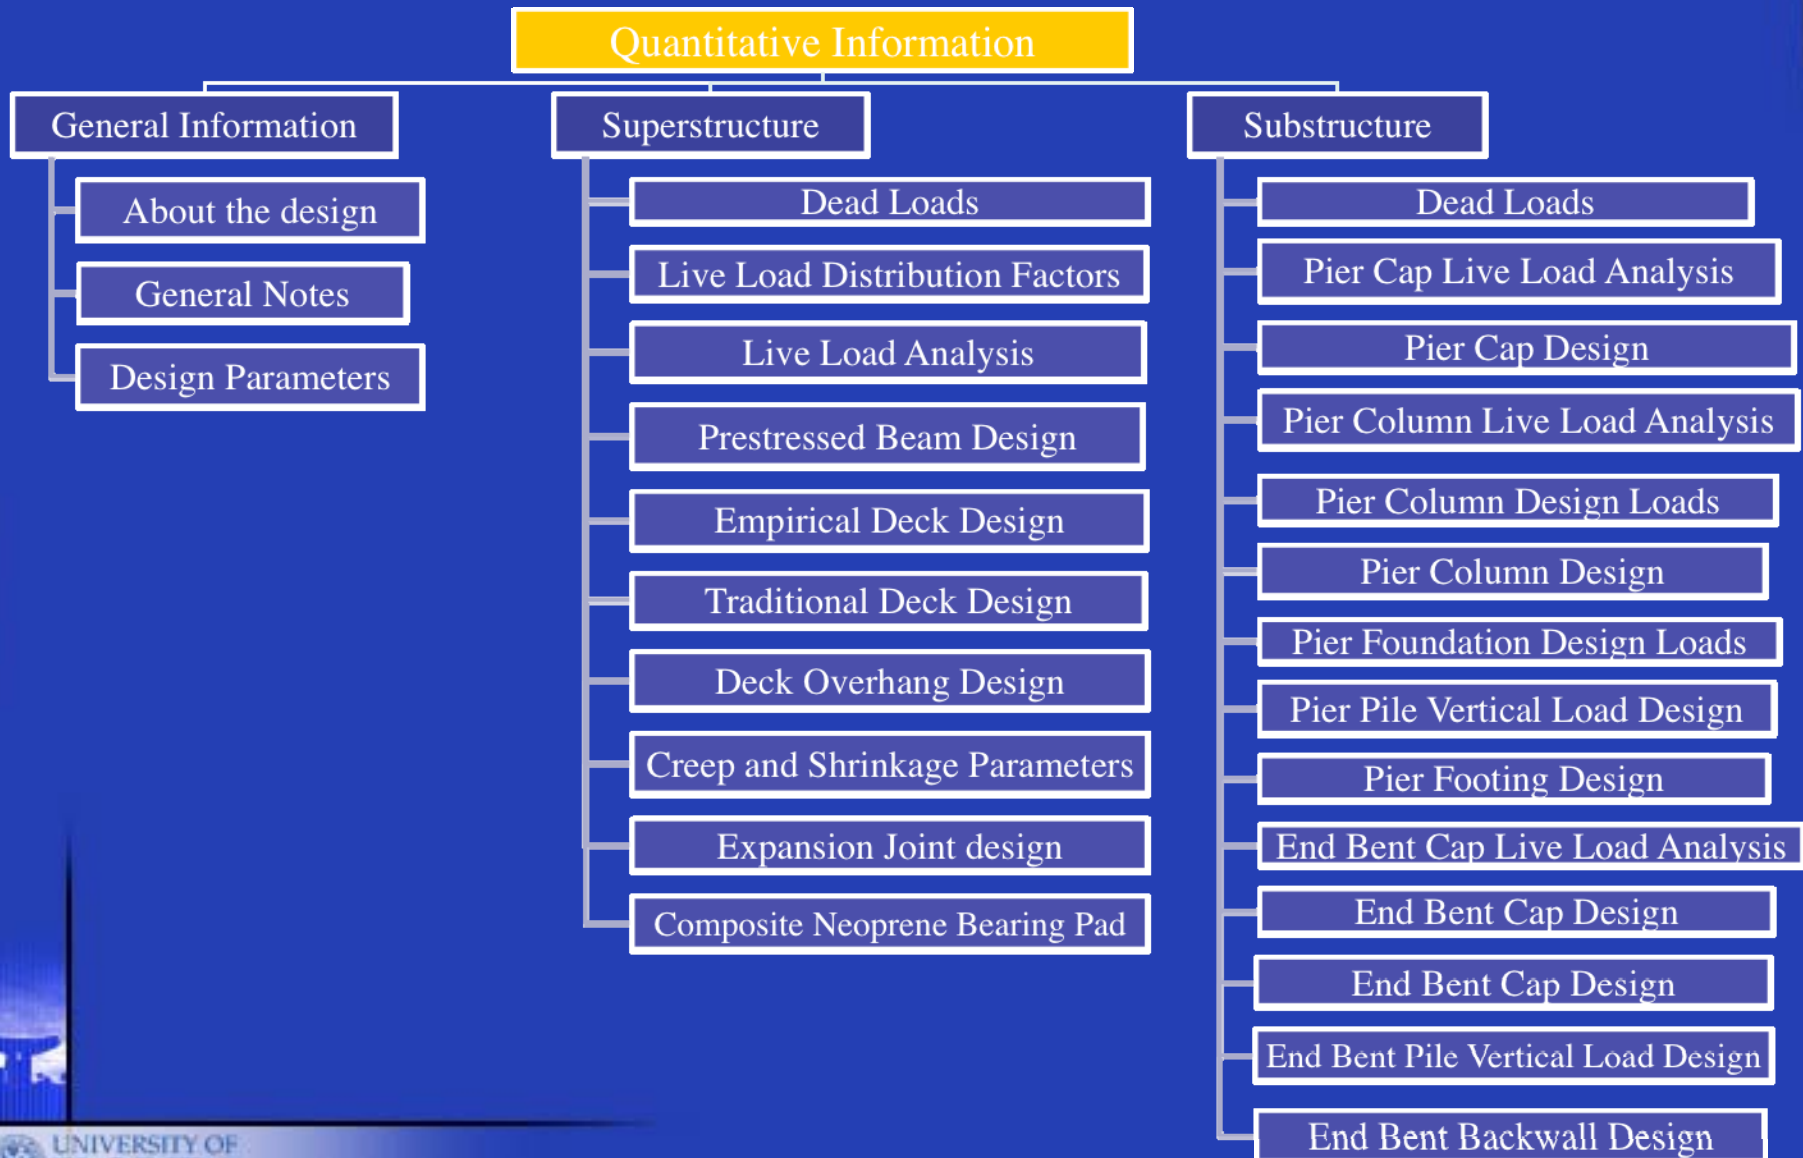 Quantitative Information
General Information
About the design
General Notes
Design Parameters
Superstructure
Dead Loads
Live Load Distribution Factors
Live Load Analysis
Prestressed Beam Design
Empirical Deck Design
Traditional Deck Design
Deck Overhang Design
Creep and Shrinkage Parameters
Expansion Joint design
Composite Neoprene Bearing Pad
Substructure
Dead Loads
Pier Cap Live Load Analysis
Pier Cap Design
Pier Column Live Load Analysis
Pier Column Design Loads
Pier Column Design
Pier Foundation Design Loads
Pier Pile Vertical Load Design
Pier Footing Design
End Bent Cap Live Load Analysis
End Bent Cap Design
End Bent Cap Design
End Bent Pile Vertical Load Design
End Bent Backwall Design
UNIVERSITY OF